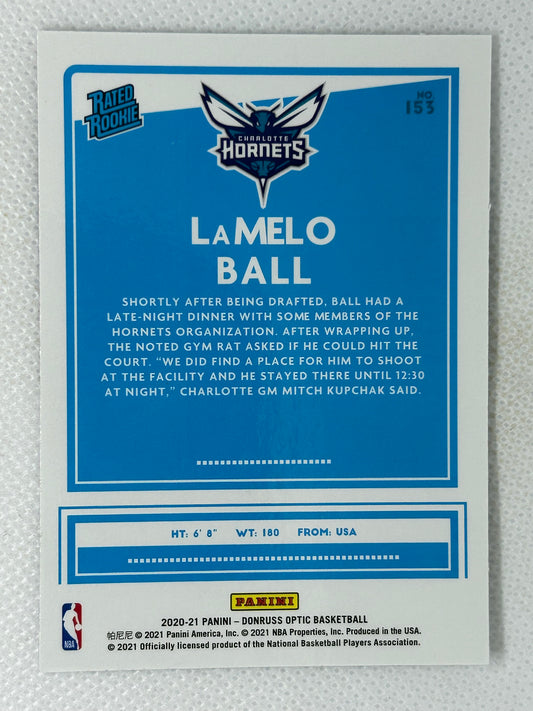 RATED
ROOKIE
NO.
153
CHARLOTTE
HORNETS
LAMELO
BALL
SHORTLY AFTER BEING DRAFTED, BALL HAD A
LATE-NIGHT DINNER WITH SOME MEMBERS OF THE
HORNETS ORGANIZATION. AFTER WRAPPING UP,
THE NOTED GYM RAT ASKED IF HE COULD HIT THE
COURT. “WE DID FIND A PLACE FOR HIM TO SHOOT
AT THE FACILITY AND HE STAYED THERE UNTIL 12:30
AT NIGHT,” CHARLOTTE GM MITCH KUPCHAK SAID.
HT: 6' 8" WT: 180 FROM: USA
PANINI
2020-21 PANINI – DONRUSS OPTIC BASKETBALL
帕尼尼 © 2021 Panini America, Inc. © 2021 NBA Properties, Inc. Produced in the USA.
© 2021 Officially licensed product of the National Basketball Players Association.
NBA